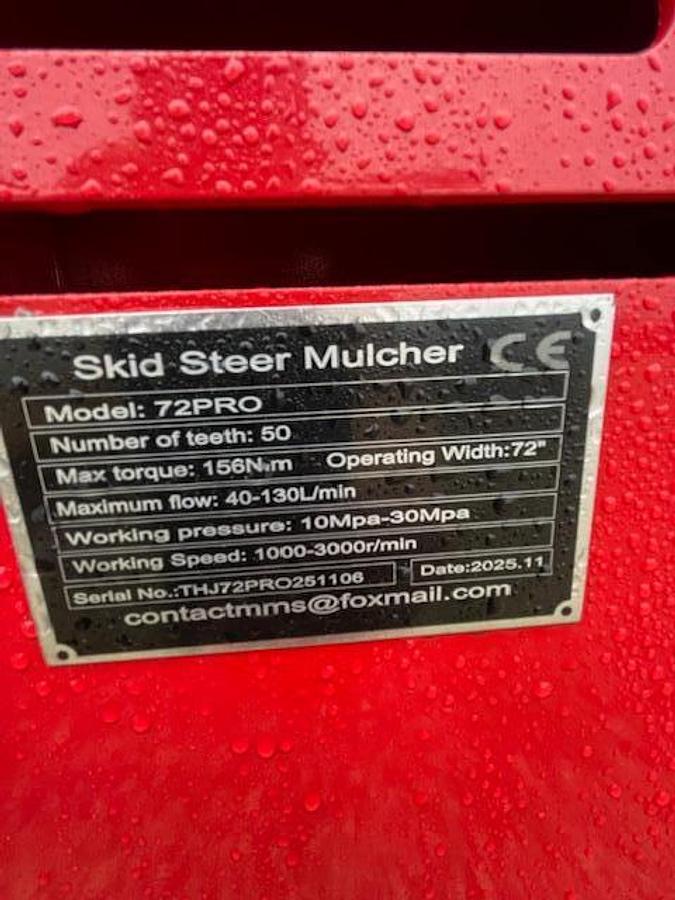 Skid Steer Mulcher CE
Model: 72PRO
Number of teeth: 50
Max torque: 156N.m Operating Width:72"
Maximum flow: 40-130L/min
Working pressure: 10Mpa-30Mpa
Working Speed: 1000-3000r/min
Serial No.:THJ72PRO251106 Date:2025.11
contactmms@foxmail.com